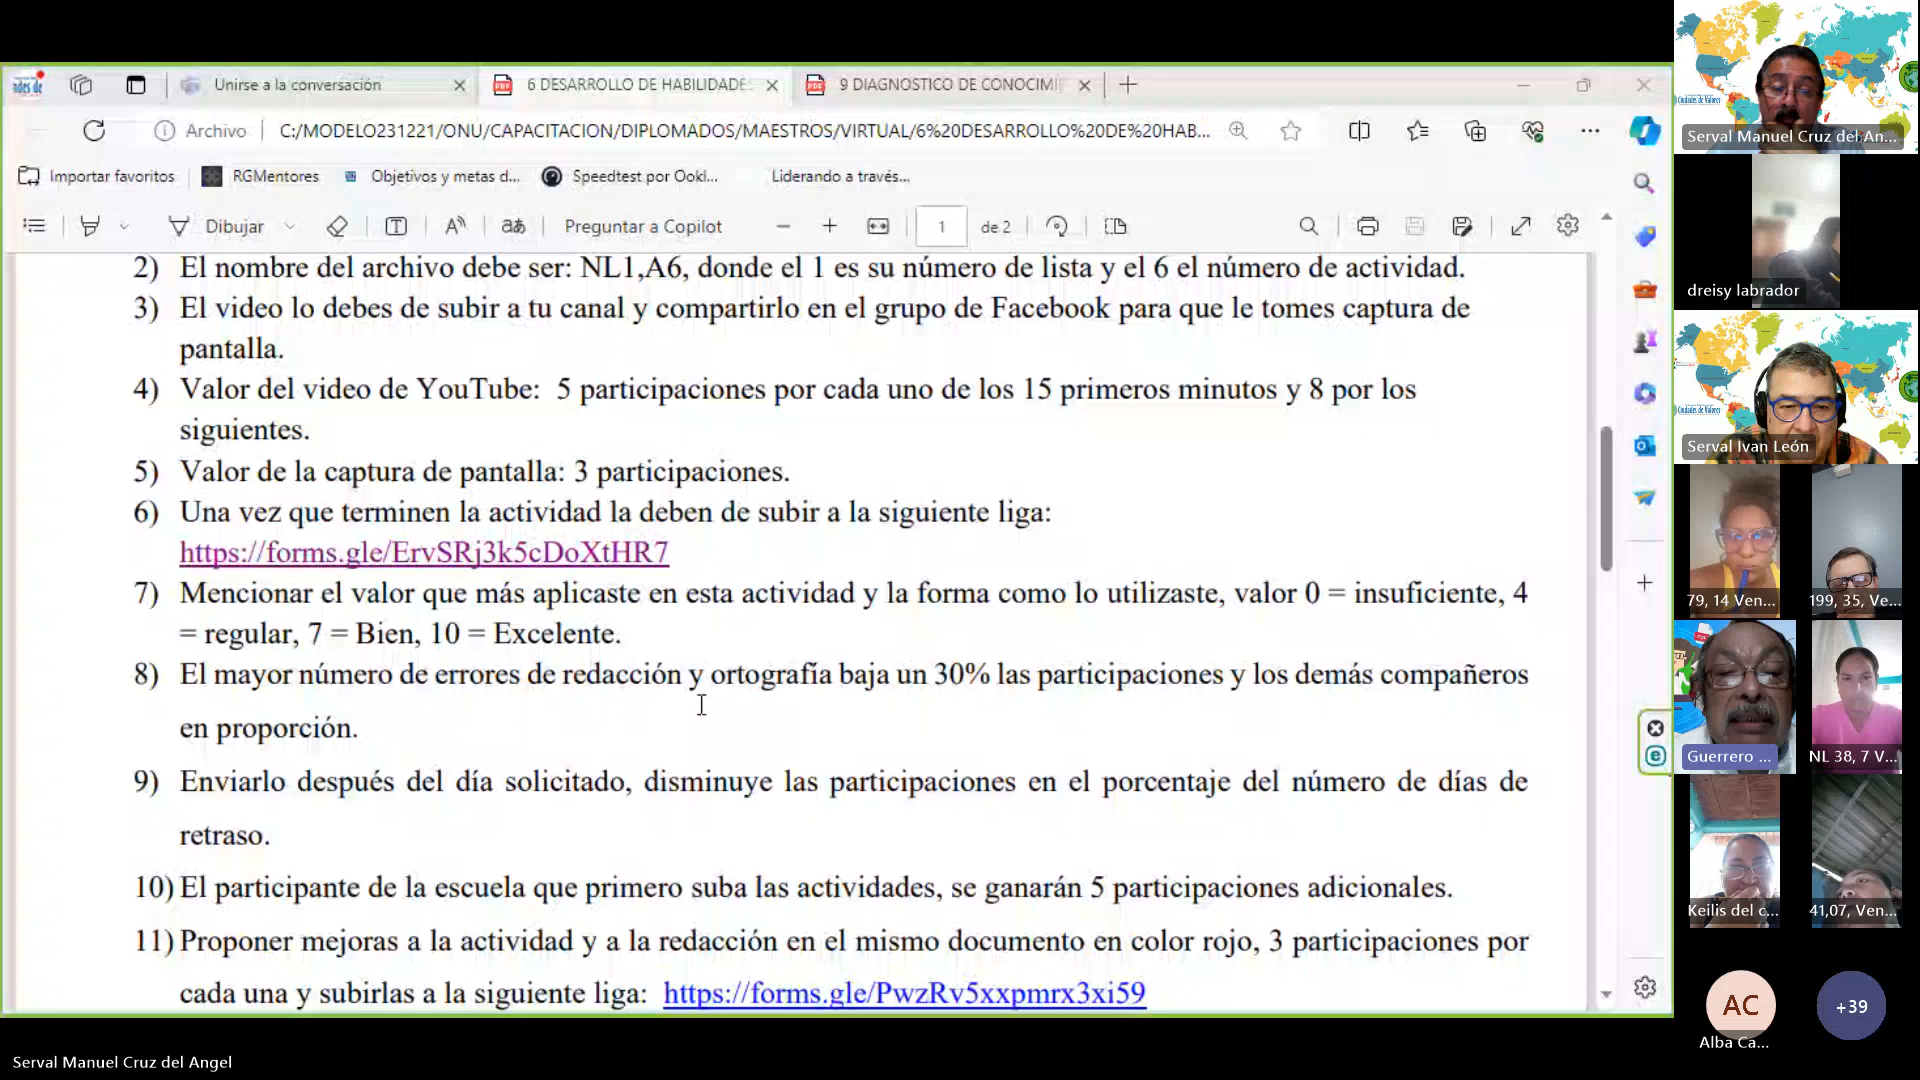 ades de
Unirse a la conversación
6 DESARROLLO DE HABILIDADE
9 DIAGNOSTICO DE CONOCIMI
Archivo
C:/MODELO231221/ONU/CAPACITACION/DIPLOMADOS/MAESTROS/VIRTUAL/6%20DESARROLLO%20DE%20HAB...
Importar favoritos
RGMentores
Objetivos y metas d...
Speedtest por Ookl...
Liderando a través...
Dibujar
Preguntar a Copilot
1
de 2
2) El nombre del archivo debe ser: NL1,A6, donde el 1 es su número de lista y el 6 el número de actividad.
3) El video lo debes de subir a tu canal y compartirlo en el grupo de Facebook para que le tomes captura de
pantalla.
4) Valor del video de YouTube: 5 participaciones por cada uno de los 15 primeros minutos y 8 por los
siguientes.
5) Valor de la captura de pantalla: 3 participaciones.
6) Una vez que terminen la actividad la deben de subir a la siguiente liga:
https://forms.gle/ErvSRj3k5cDoXtHR7
7) Mencionar el valor que más aplicaste en esta actividad y la forma como lo utilizaste, valor 0 = insuficiente, 4
= regular, 7 = Bien, 10 = Excelente.
8) El mayor número de errores de redacción y ortografía baja un 30% las participaciones y los demás compañeros
en proporción.
9) Enviarlo después del día solicitado, disminuye las participaciones en el porcentaje del número de días de
retraso.
10) El participante de la escuela que primero suba las actividades, se ganarán 5 participaciones adicionales.
11) Proponer mejoras a la actividad y a la redacción en el mismo documento en color rojo, 3 participaciones por
cada una y subirlas a la siguiente liga: https://forms.gle/PwzRv5xxpmrx3xi59
Serval Manuel Cruz del Angel
Ciudades de Valores
Serval Manuel Cruz del An...
dreisy labrador
Ciudades de Valores
Serval Ivan León
79, 14 Ven...
199, 35, Ve...
PDF
Guerrero ...
NL 38, 7 V...
Keilis del c...
41,07, Ven...
AC
Alba Ca...
+39